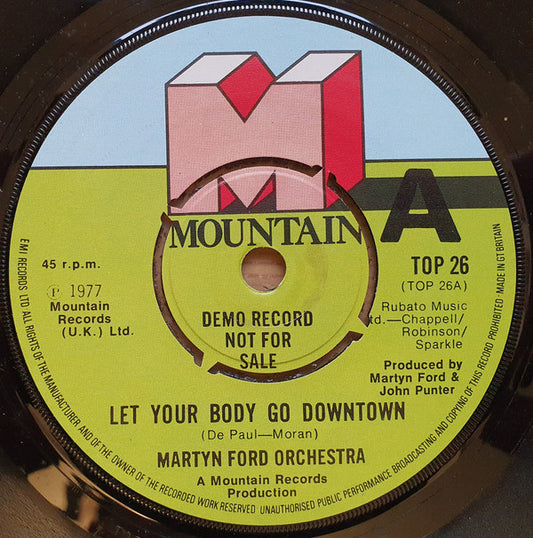 M
MOUNTAIN
A
45 r.p.m.
℗ 1977
Mountain
Records
(U.K.) Ltd.
TOP 26
(TOP 26A)
Rubato Music
td.—Chappell/
Robinson/
Sparkle
DEMO RECORD
NOT FOR
SALE
Produced by
Martyn Ford &
John Punter
LET YOUR BODY GO DOWNTOWN
(De Paul—Moran)
MARTYN FORD ORCHESTRA
A Mountain Records
Production
EMI RECORDS LTD ALL RIGHTS OF THE MANUFACTURER AND OF THE OWNER OF THE RECORDED WORK RESERVED UNAUTHORISED PUBLIC PERFORMANCE BROADCASTING AND COPYING OF THIS RECORD PROHIBITED · MADE IN GT BRITAIN